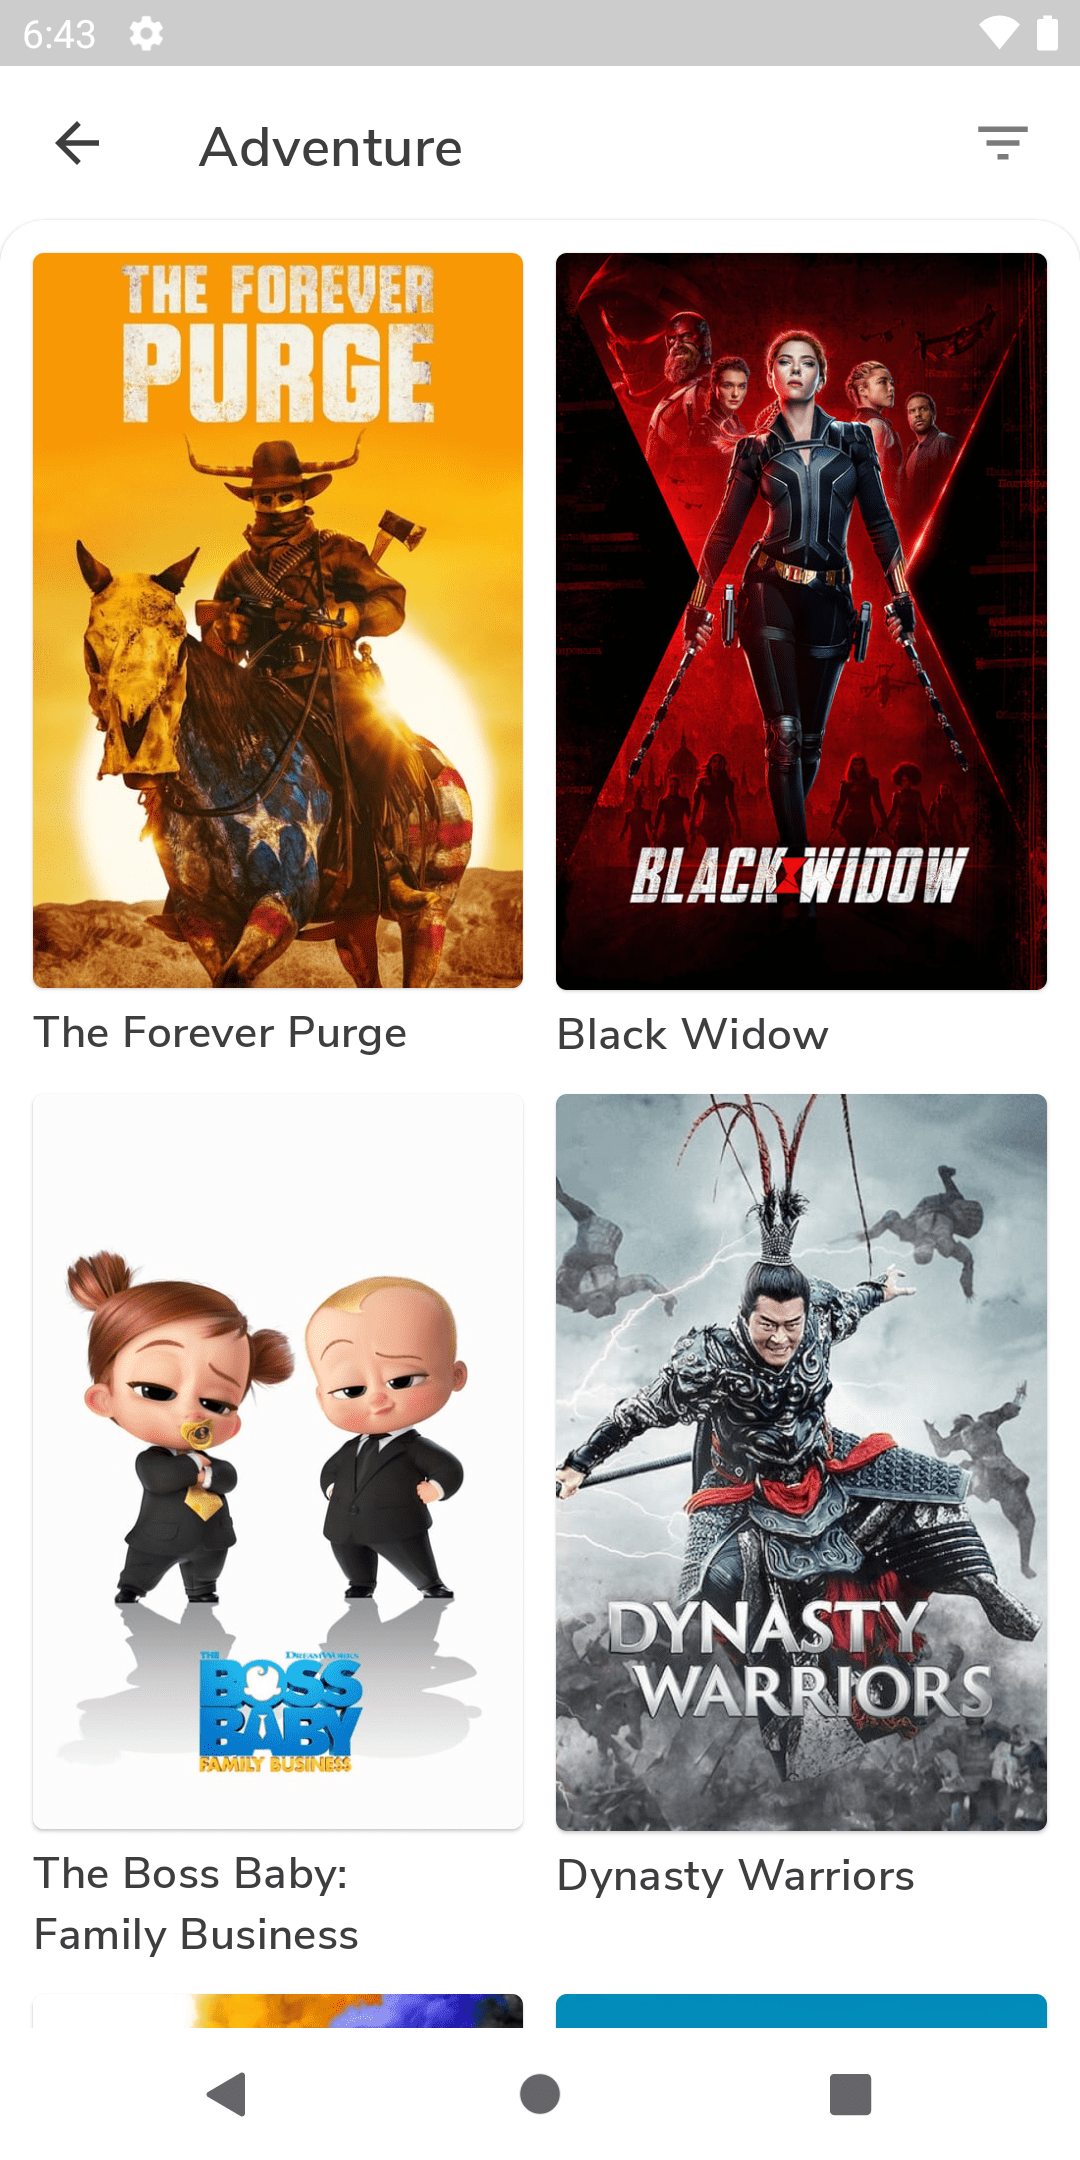 6:43
Adventure
THE FOREVER
PURGE
BLACK WIDOW
The Forever Purge
Black Widow
THE
DREAMWORKS
BOSS
BABY
FAMILY BUSINESS
DYNASTY
WARRIORS
The Boss Baby:
Family Business
Dynasty Warriors